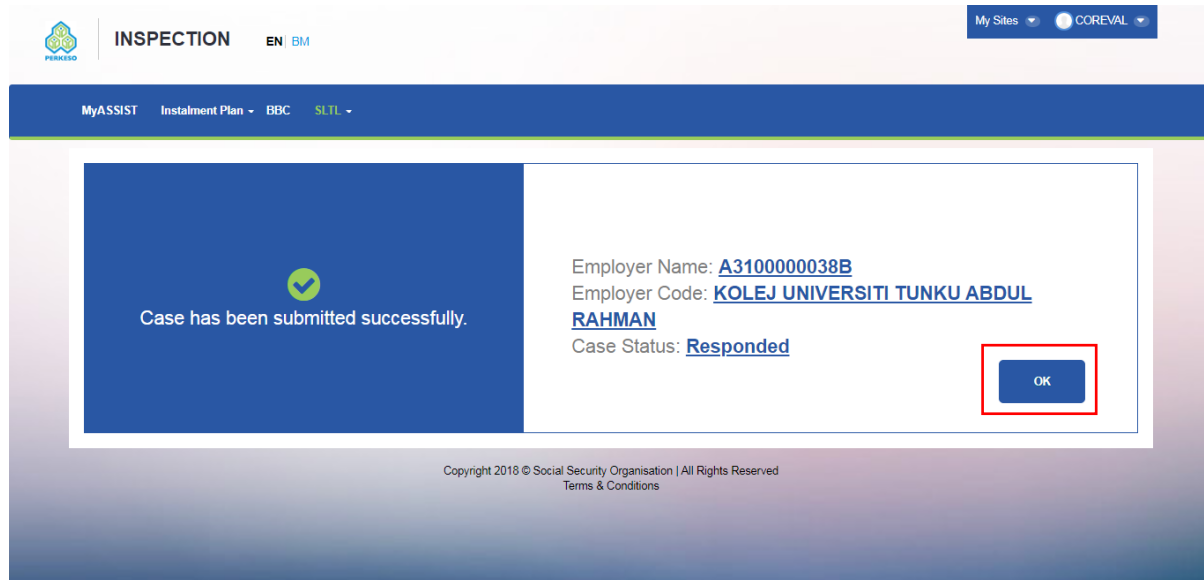 My Sites
COREVAL
PERKESO
INSPECTION
EN| BM
MyASSIST Instalment Plan BBC SLTL
Case has been submitted successfully.
Employer Name: A3100000038B
Employer Code: KOLEJ UNIVERSITI TUNKU ABDUL
RAHMAN
Case Status: Responded
OK
Copyright 2018 © Social Security Organisation | All Rights Reserved
Terms & Conditions